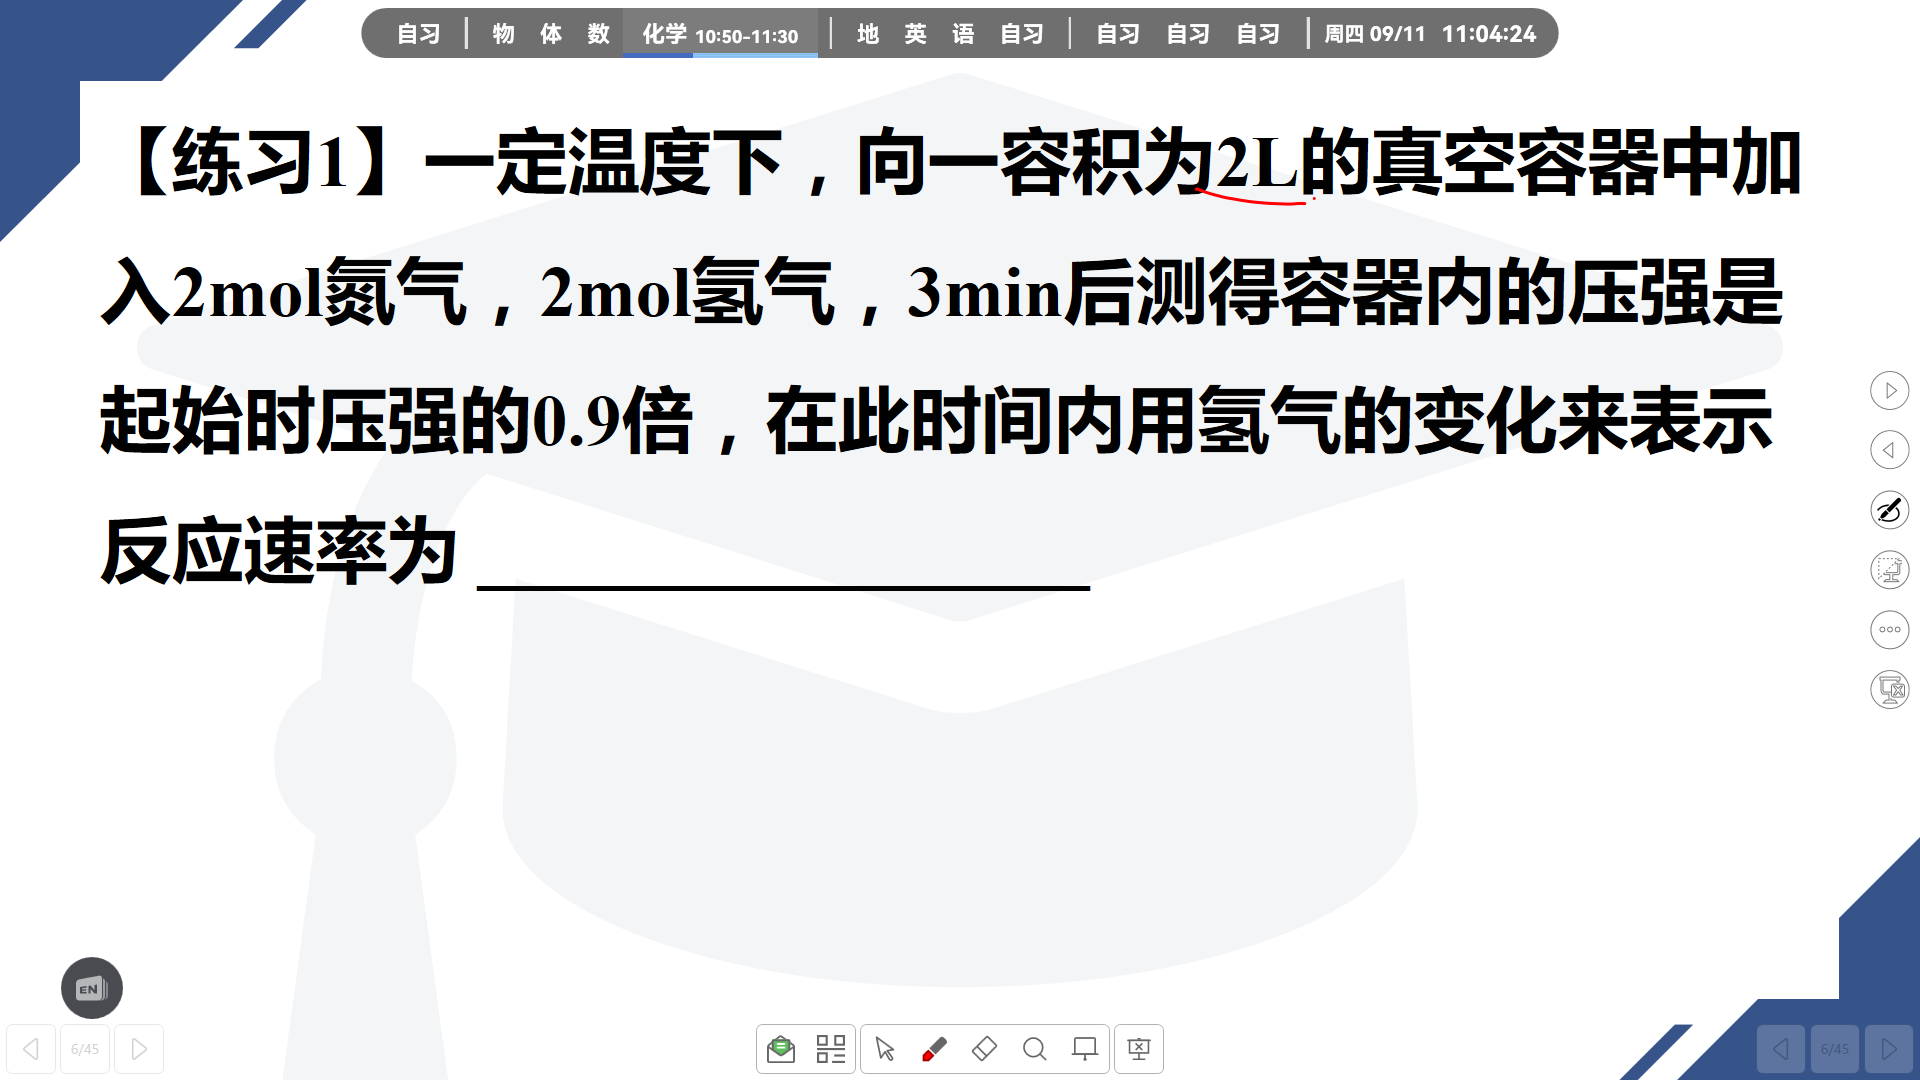 自习 | 物 体 数 化学 10:50-11:30 | 地 英 语 自习 | 自习 自习 自习 | 周四 09/11 11:04:24
【练习1】一定温度下，向一容积为2L的真空容器中加
入2mol氮气，2mol氢气，3min后测得容器内的压强是
起始时压强的0.9倍，在此时间内用氢气的变化来表示
反应速率为 _________________
EN
6/45
6/45